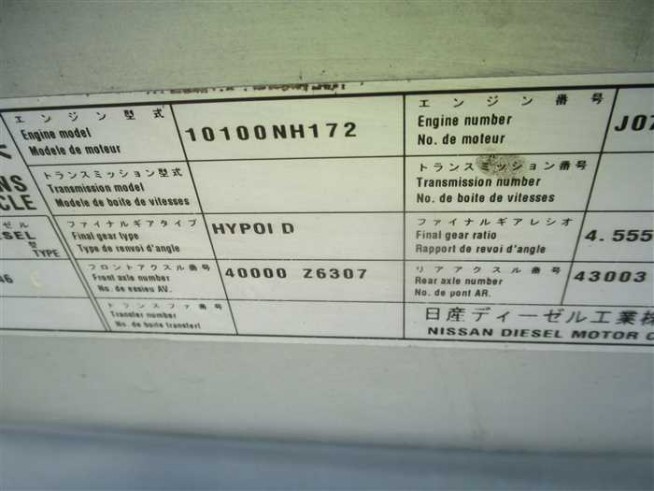 エンジン型式
Engine model
Modele de moteur
10100NH172
エンジン番号
Engine number
No. de moteur
J07
トランスミッション型式
Transmission model
Modele de boite de vitesses
トランスミッション番号
Transmission number
No. de boite de vitesses
NS
CLE
ファイナルギアタイプ
Final gear type
Type de renvoi d'angle
HYPOI D
ファイナルギアレシオ
Final gear ratio
Rapport de revoi d'angle
4.555
ゼル
SEL
型
TYPE
フロントアクスル番号
Front axle number
No. de essieu AV.
40000 Z6307
リアアクスル番号
Rear axle number
No. de pont AR.
43003
46
トランスファ番号
Transfer number
No. de boite transfert
日産ディーゼル工業株
NISSAN DIESEL MOTOR C